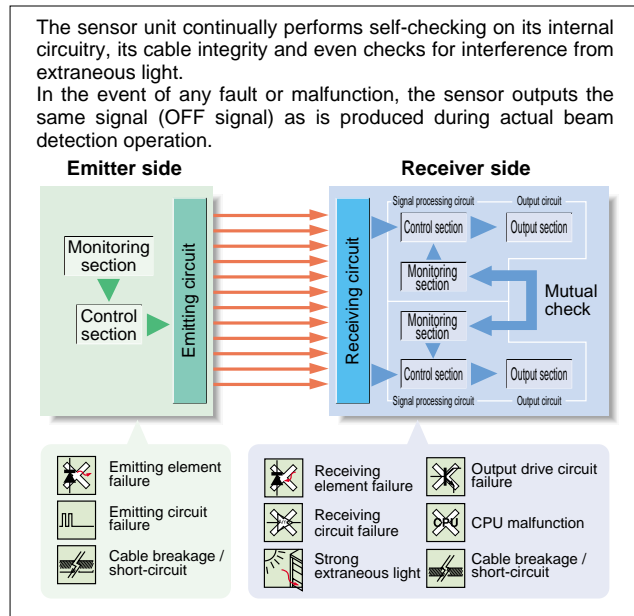 The sensor unit continually performs self-checking on its internal
circuitry, its cable integrity and even checks for interference from
extraneous light.
In the event of any fault or malfunction, the sensor outputs the
same signal (OFF signal) as is produced during actual beam
detection operation.
Emitter side
Receiver side
Monitoring
section
Control
section
Emitting circuit
Receiving circuit
Signal processing circuit
Output circuit
Control section
Output section
Monitoring
section
Mutual
check
Monitoring
section
Control section
Output section
Signal processing circuit
Output circuit
Emitting element
failure
Emitting circuit
failure
Cable breakage /
short-circuit
Receiving
element failure
Receiving
circuit failure
Strong
extraneous light
Output drive circuit
failure
CPU
CPU malfunction
Cable breakage /
short-circuit